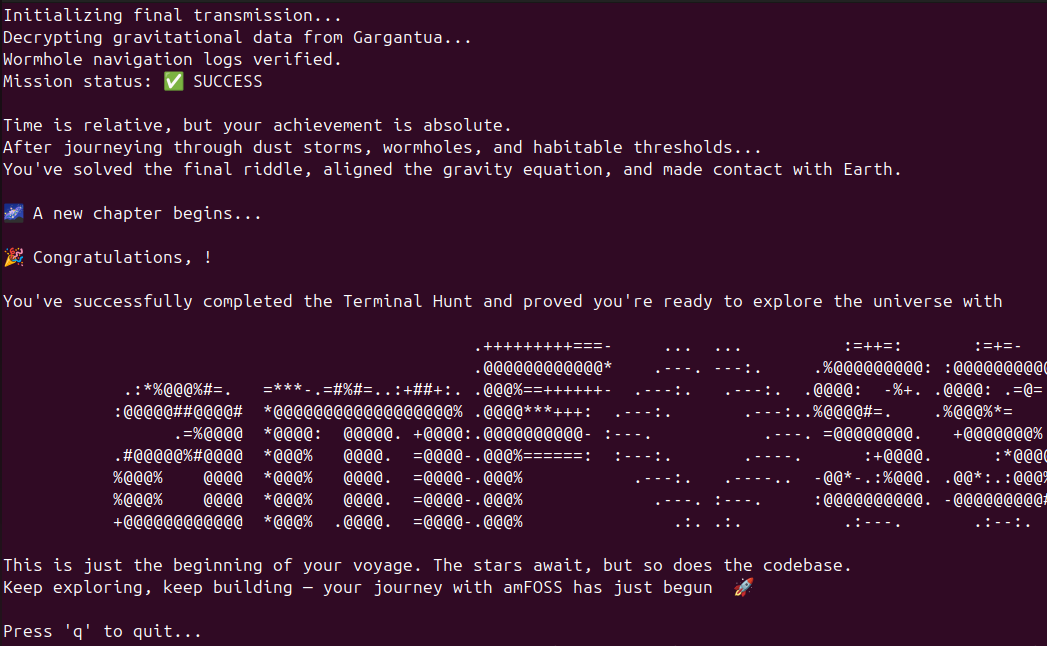 Initializing final transmission...
Decrypting gravitational data from Gargantua...
Wormhole navigation logs verified.
Mission status: ✅ SUCCESS
Time is relative, but your achievement is absolute.
After journeying through dust storms, wormholes, and habitable thresholds...
You've solved the final riddle, aligned the gravity equation, and made contact with Earth.
🌌 A new chapter begins...
🎉 Congratulations, !
You've successfully completed the Terminal Hunt and proved you're ready to explore the universe with
amFOSS
This is just the beginning of your voyage. The stars await, but so does the codebase.
Keep exploring, keep building — your journey with amFOSS has just begun 🚀
Press 'q' to quit...